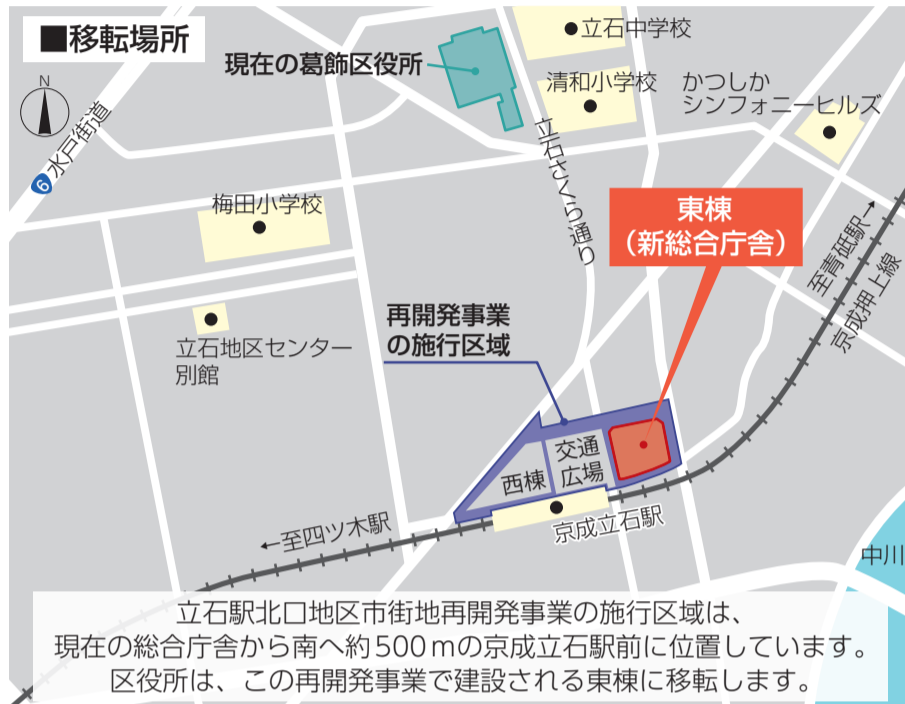 ■移転場所
立石中学校
現在の葛飾区役所
清和小学校
かつしか
シンフォニーヒルズ
N
6
水戸街道
立石さくら通り
梅田小学校
東棟
（新総合庁舎）
至青砥駅→
京成押上線
再開発事業
の施行区域
立石地区センター
別館
交通
広場
西棟
京成立石駅
←至四ツ木駅
中川
立石駅北口地区市街地再開発事業の施行区域は、
現在の総合庁舎から南へ約500mの京成立石駅前に位置しています。
区役所は、この再開発事業で建設される東棟に移転します。